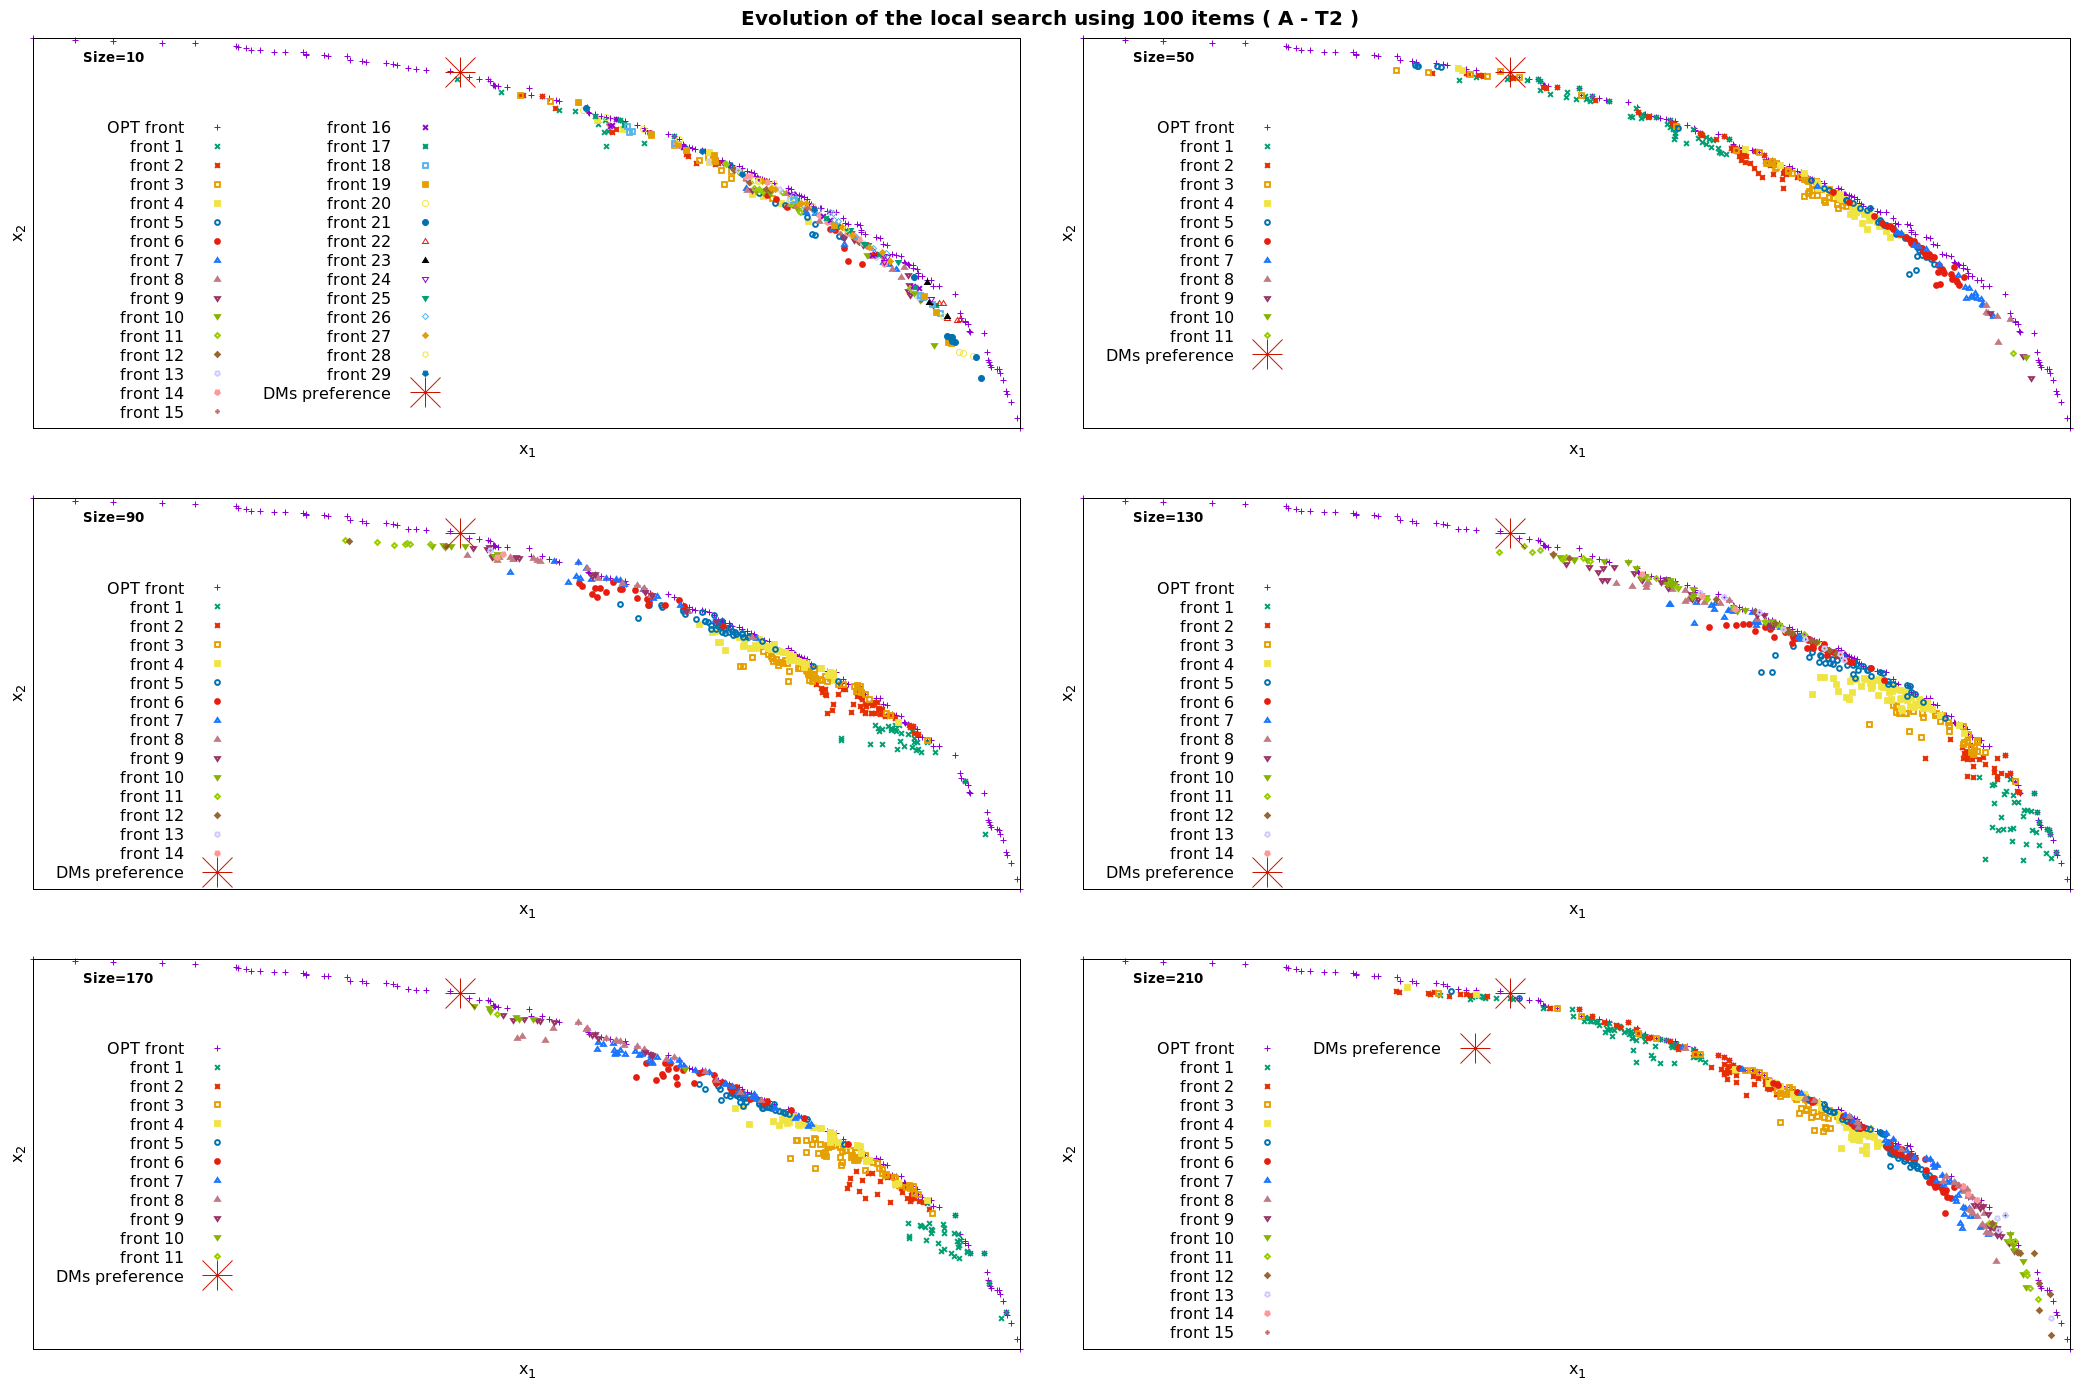 Evolution of the local search using 100 items ( A - T2 )
Size=10
OPT front
front 1
front 2
front 3
front 4
front 5
front 6
front 7
front 8
front 9
front 10
front 11
front 12
front 13
front 14
front 15
front 16
front 17
front 18
front 19
front 20
front 21
front 22
front 23
front 24
front 25
front 26
front 27
front 28
front 29
DMs preference
x2
x1
Size=50
OPT front
front 1
front 2
front 3
front 4
front 5
front 6
front 7
front 8
front 9
front 10
front 11
DMs preference
x2
x1
Size=90
OPT front
front 1
front 2
front 3
front 4
front 5
front 6
front 7
front 8
front 9
front 10
front 11
front 12
front 13
front 14
DMs preference
x2
x1
Size=130
OPT front
front 1
front 2
front 3
front 4
front 5
front 6
front 7
front 8
front 9
front 10
front 11
front 12
front 13
front 14
DMs preference
x2
x1
Size=170
OPT front
front 1
front 2
front 3
front 4
front 5
front 6
front 7
front 8
front 9
front 10
front 11
DMs preference
x2
x1
Size=210
OPT front
front 1
front 2
front 3
front 4
front 5
front 6
front 7
front 8
front 9
front 10
front 11
front 12
front 13
front 14
front 15
DMs preference
x2
x1